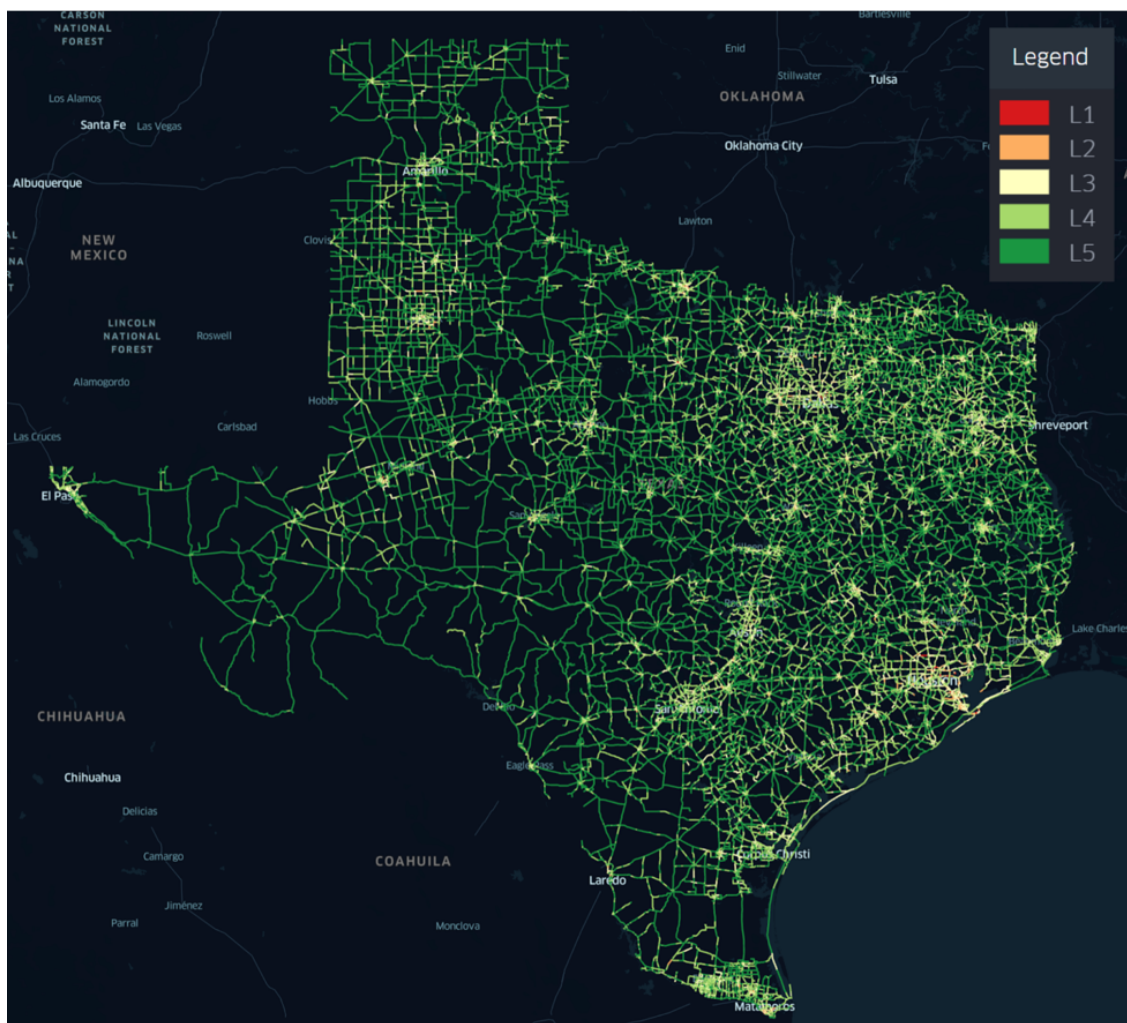 CARSON
NATIONAL
FOREST
Bartlesville
Enid
Stillwater
Tulsa
Los Alamos
OKLAHOMA
Santa Fe
Las Vegas
Oklahoma City
Albuquerque
Amarillo
Lawton
NEW
MEXICO
Clovis
LINCOLN
NATIONAL
FOREST
Roswell
Alamogordo
Hobbs
Carlsbad
Las Cruces
Dallas
Shreveport
El Pas
Lake Charles
Houston
San Antonio
Del Rio
Eagle Pass
CHIHUAHUA
Chihuahua
Delicias
Camargo
COAHUILA
Corpus Christi
Laredo
Jiménez
Parral
Monclova
Matamoros
Legend
L1
L2
L3
L4
L5